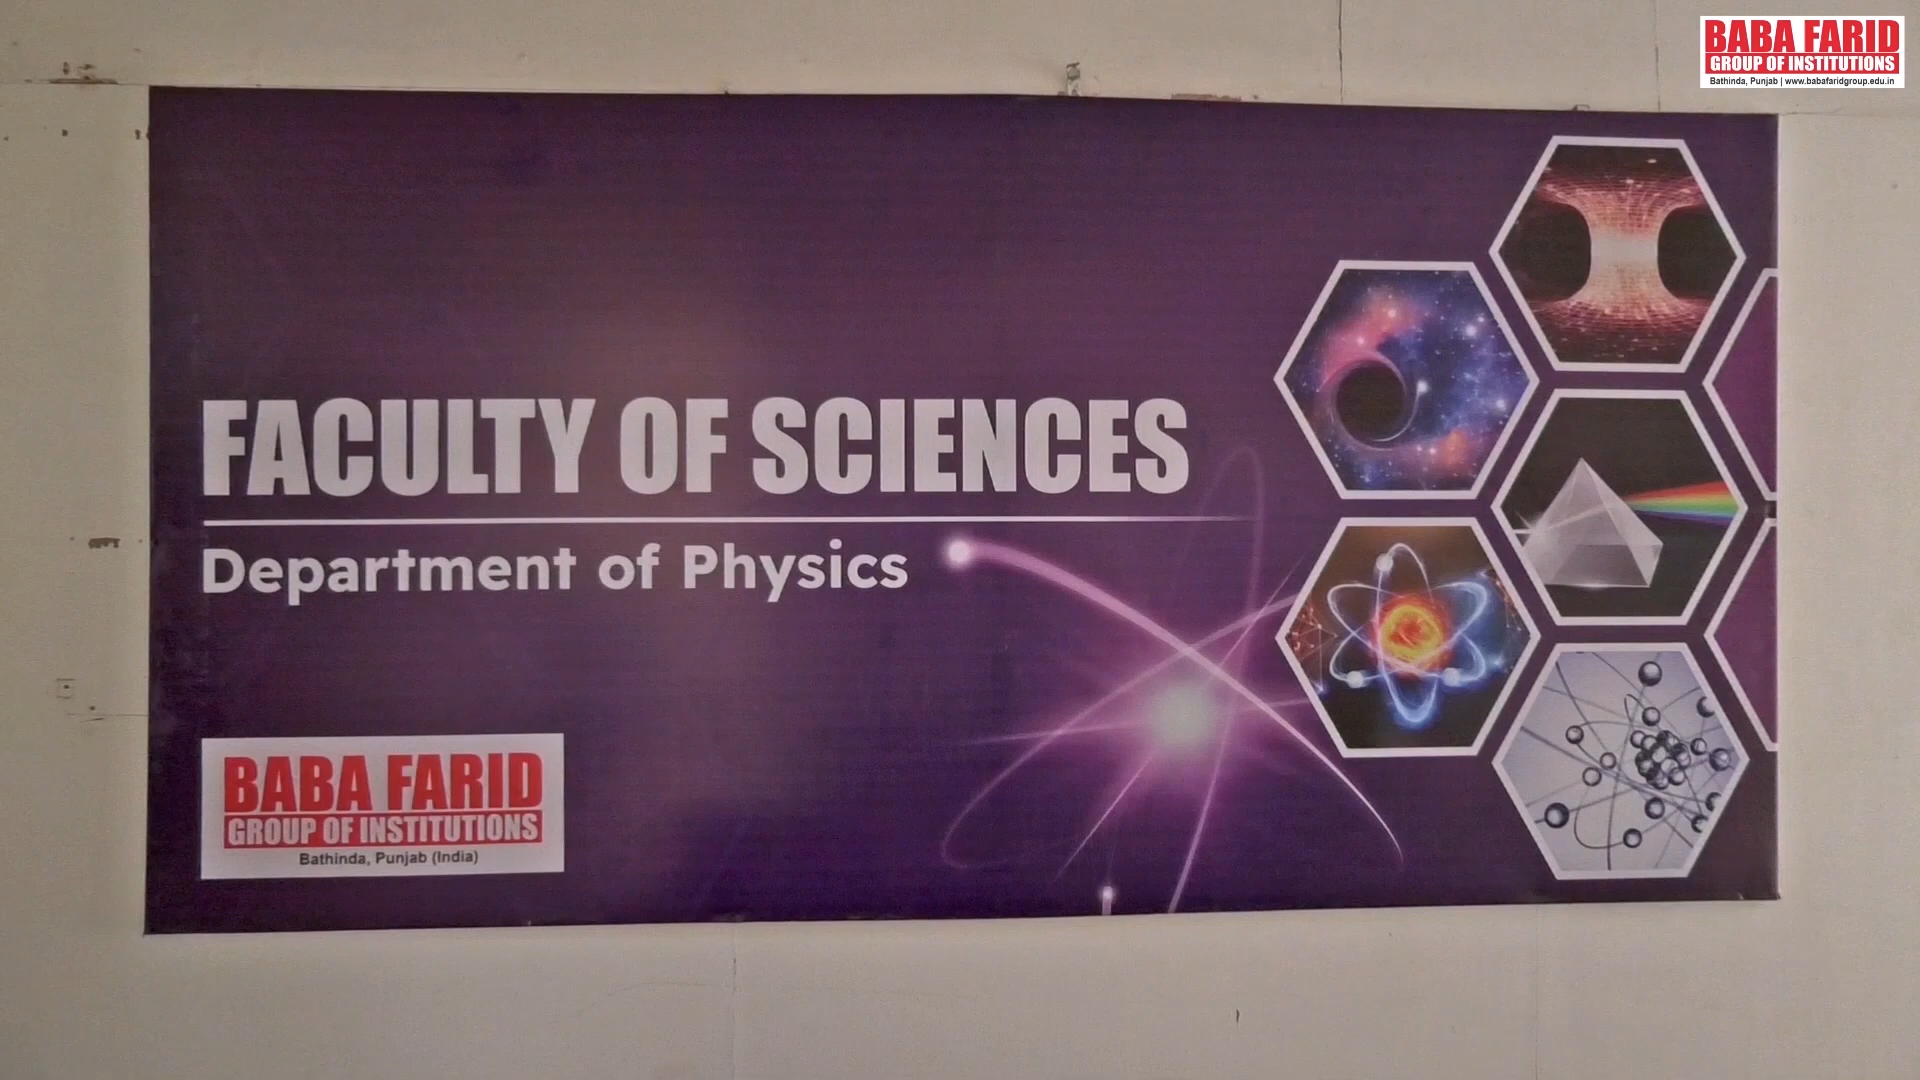 BABA FARID
GROUP OF INSTITUTIONS
Bathinda, Punjab | www.babafaridgroup.edu.in
FACULTY OF SCIENCES
Department of Physics
BABA FARID
GROUP OF INSTITUTIONS
Bathinda, Punjab (India)